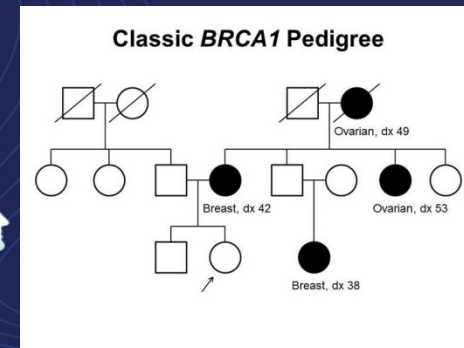 Classic BRCA1 Pedigree
Ovarian, dx 49
Breast, dx 42
Ovarian, dx 53
Breast, dx 38